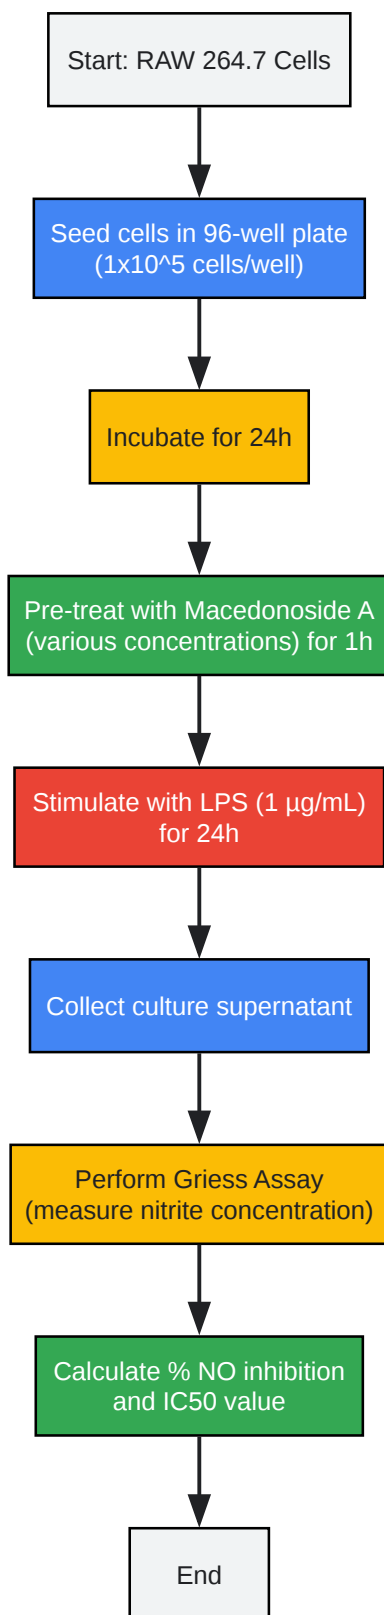 Start: RAW 264.7 Cells
Seed cells in 96-well plate
(1x10^5 cells/well)
Incubate for 24h
Pre-treat with Macedonoside A
(various concentrations) for 1h
Stimulate with LPS (1 µg/mL)
for 24h
Collect culture supernatant
Perform Griess Assay
(measure nitrite concentration)
Calculate % NO inhibition
and IC50 value
End